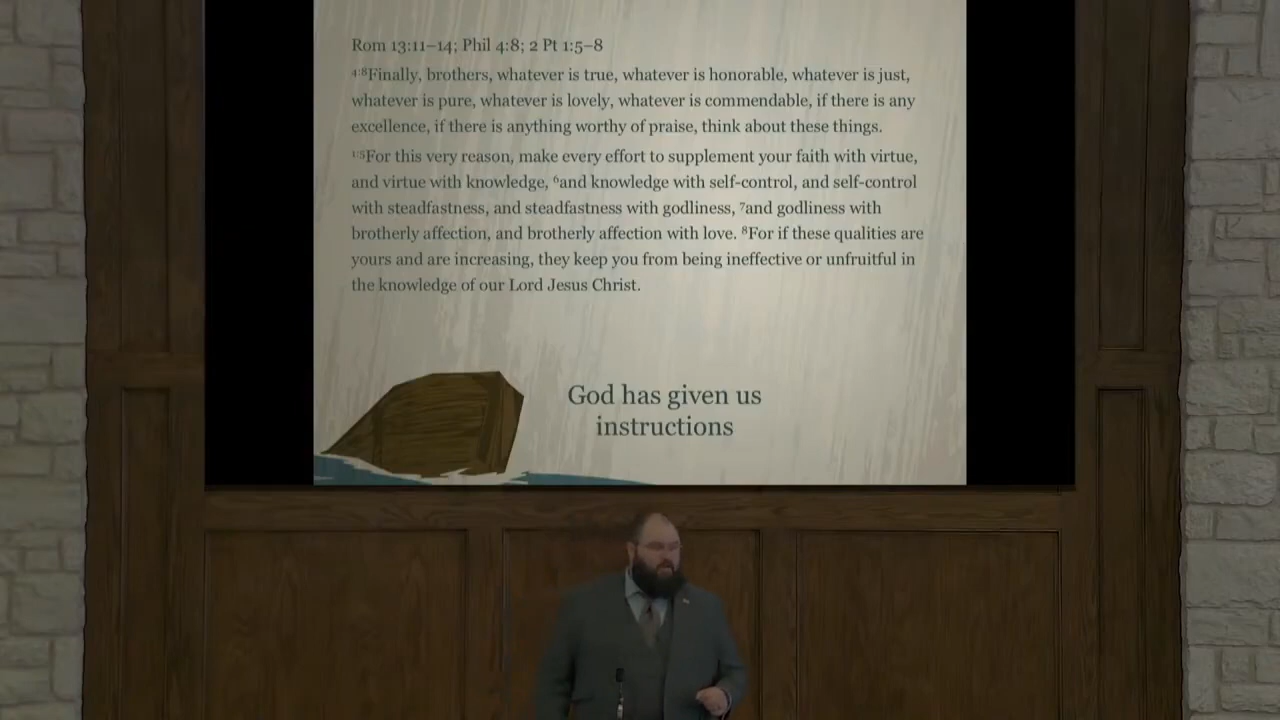 Rom 13:11–14; Phil 4:8; 2 Pt 1:5–8
4:8Finally, brothers, whatever is true, whatever is honorable, whatever is just,
whatever is pure, whatever is lovely, whatever is commendable, if there is any
excellence, if there is anything worthy of praise, think about these things.
1:5For this very reason, make every effort to supplement your faith with virtue,
and virtue with knowledge, 6and knowledge with self-control, and self-control
with steadfastness, and steadfastness with godliness, 7and godliness with
brotherly affection, and brotherly affection with love. 8For if these qualities are
yours and are increasing, they keep you from being ineffective or unfruitful in
the knowledge of our Lord Jesus Christ.
God has given us
instructions